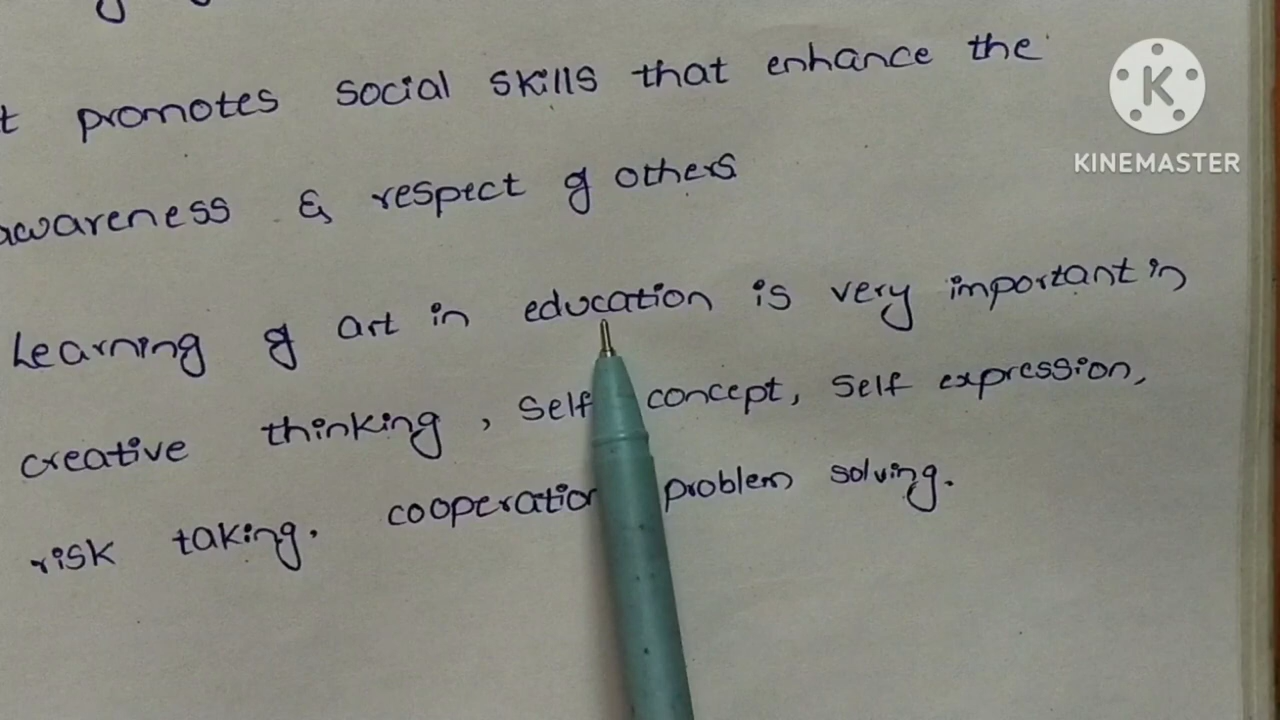 t promotes social skills that enhance the
awareness & respect of others
Learning of art in education is very important in
creative thinking, self concept, self expression,
risk taking. cooperation problem solving.
K
KINEMASTER